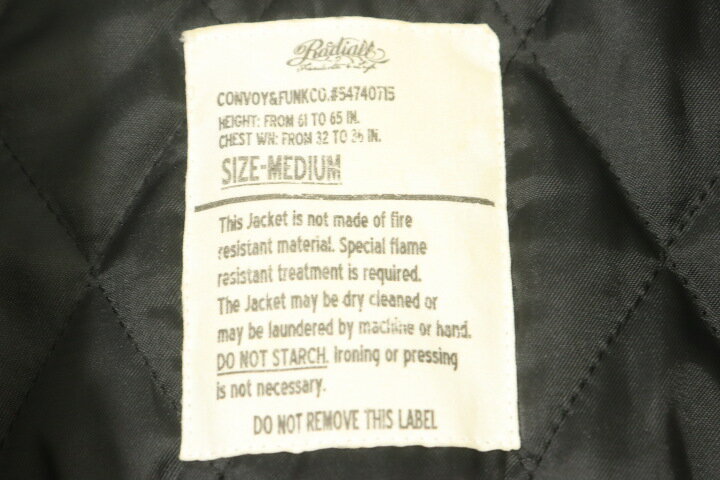 Radiall
CONVOY&FUNKCO.#54740715
HEIGHT: FROM 61 TO 65 IN.
CHEST WH: FROM 32 TO 36 IN.
SIZE-MEDIUM
This Jacket is not made of fire
resistant material. Special flame
resistant treatment is required.
The Jacket may be dry cleaned or
may be laundered by machine or hand.
DO NOT STARCH. Ironing or pressing
is not necessary.
DO NOT REMOVE THIS LABEL